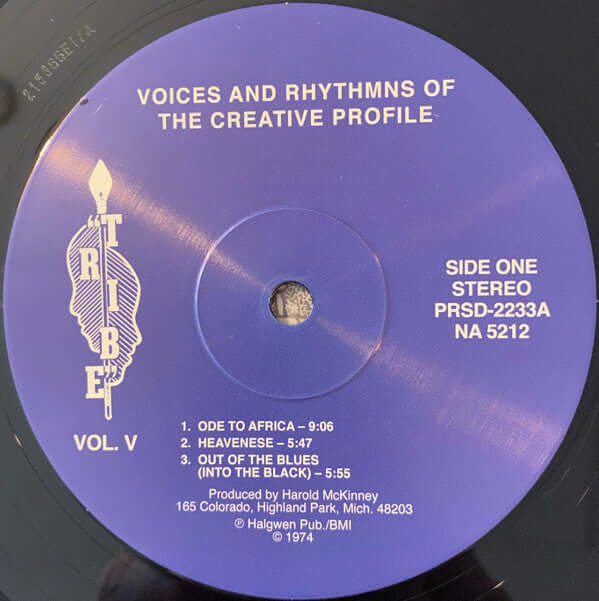 21536SE1/A
VOICES AND RHYTHMNS OF
THE CREATIVE PROFILE
"TRIBE"
VOL. V
SIDE ONE
STEREO
PRSD-2233A
NA 5212
1. ODE TO AFRICA – 9:06
2. HEAVENESE – 5:47
3. OUT OF THE BLUES
(INTO THE BLACK) – 5:55
Produced by Harold McKinney
165 Colorado, Highland Park, Mich. 48203
℗ Halgwen Pub./BMI
© 1974